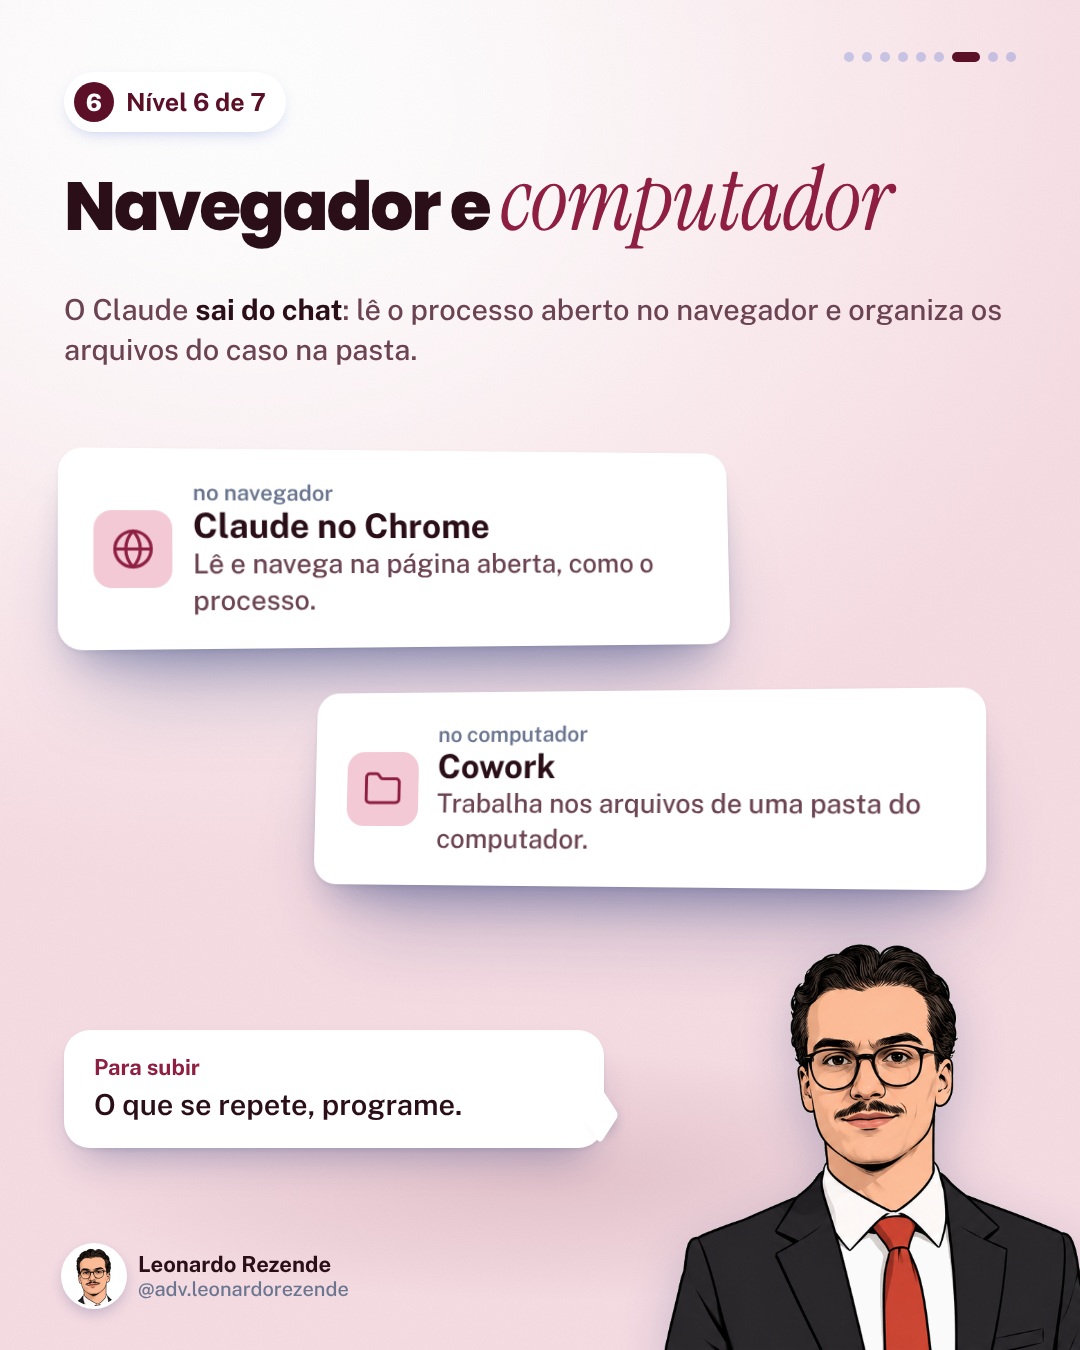 6 Nível 6 de 7
Navegador e computador
O Claude sai do chat: lê o processo aberto no navegador e organiza os
arquivos do caso na pasta.
no navegador
Claude no Chrome
Lê e navega na página aberta, como o
processo.
no computador
Cowork
Trabalha nos arquivos de uma pasta do
computador.
Para subir
O que se repete, programe.
Leonardo Rezende
@adv.leonardorezende